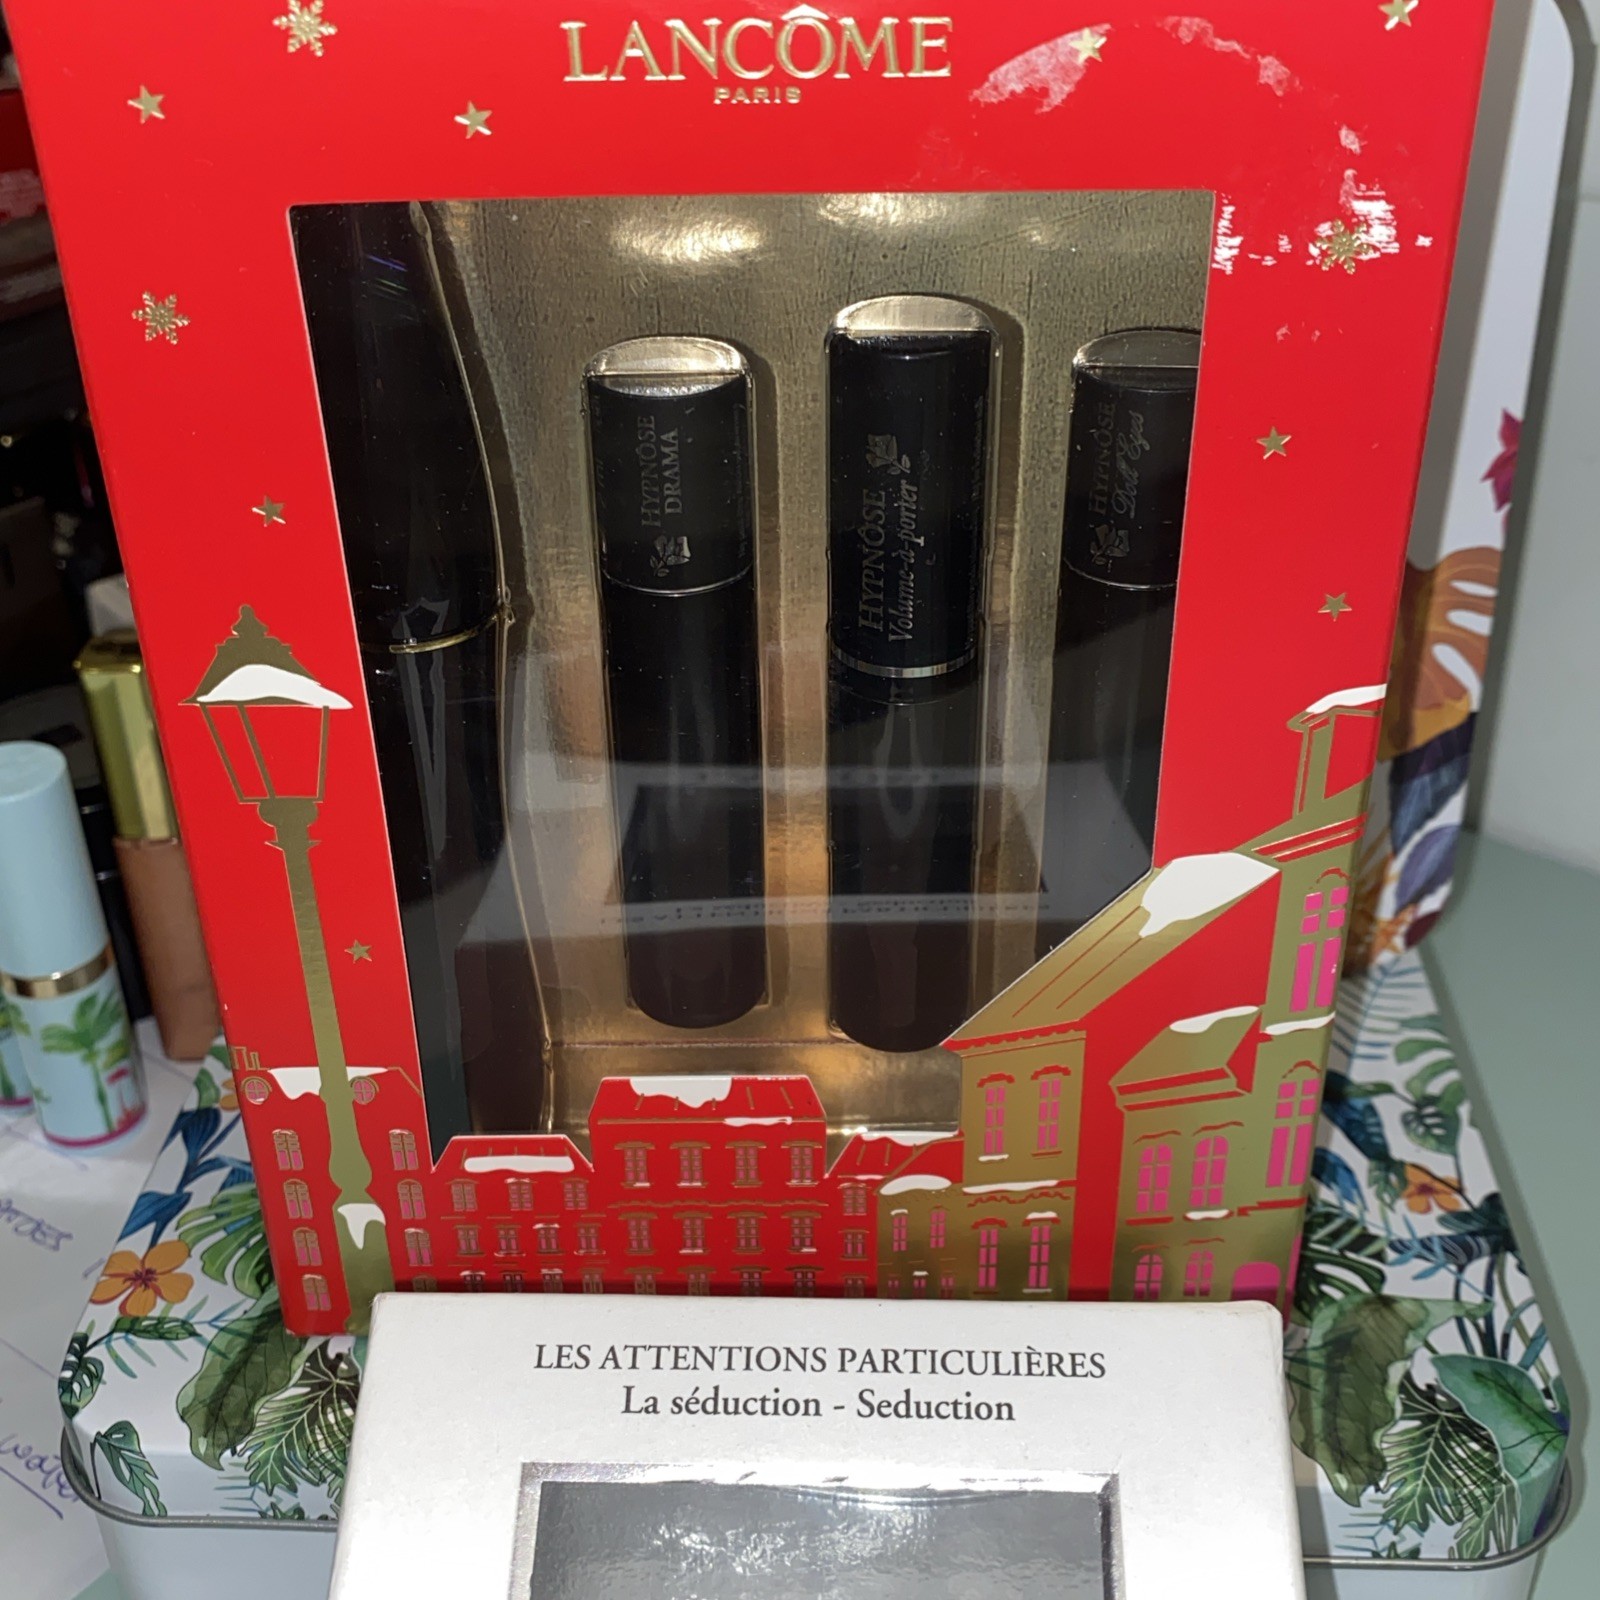 LANCÔME
PARIS
HYPNÔSE
DRAMA
HYPNÔSE
Volume-à-porter
HYPNÔSE
Doll Eyes
LES ATTENTIONS PARTICULIÈRES
La séduction - Seduction